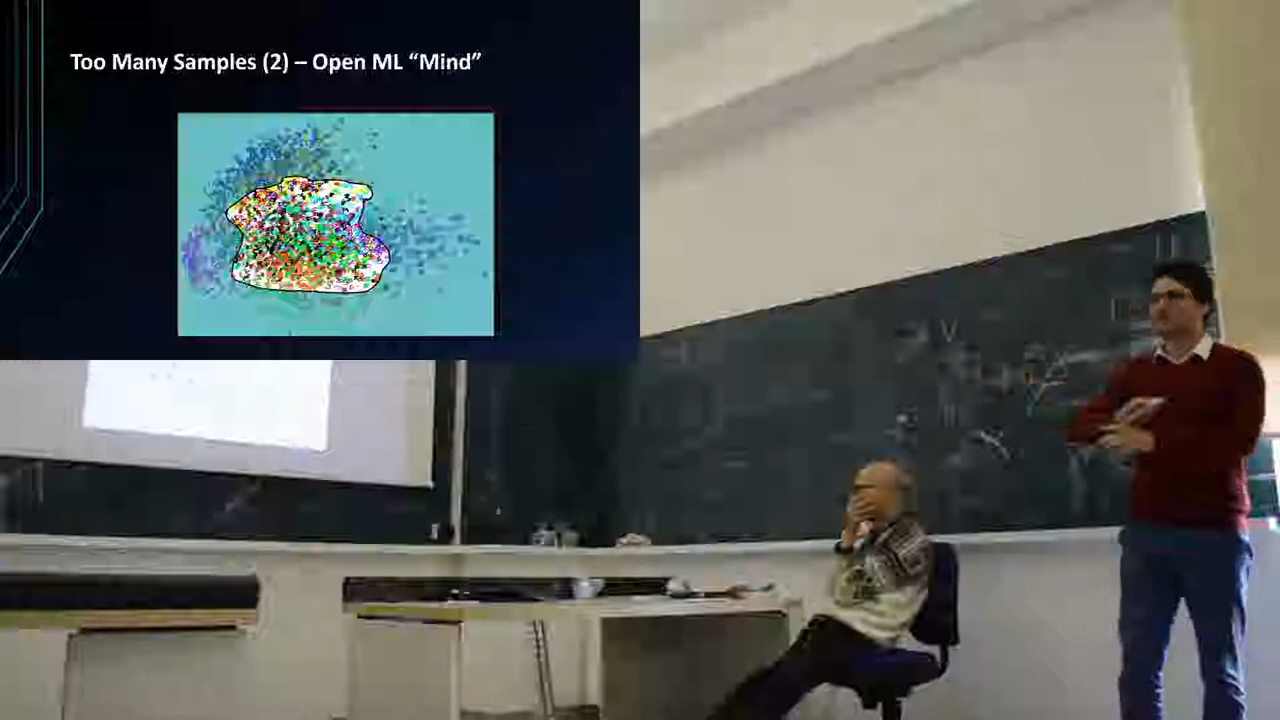 Too Many Samples (2) – Open ML “Mind”